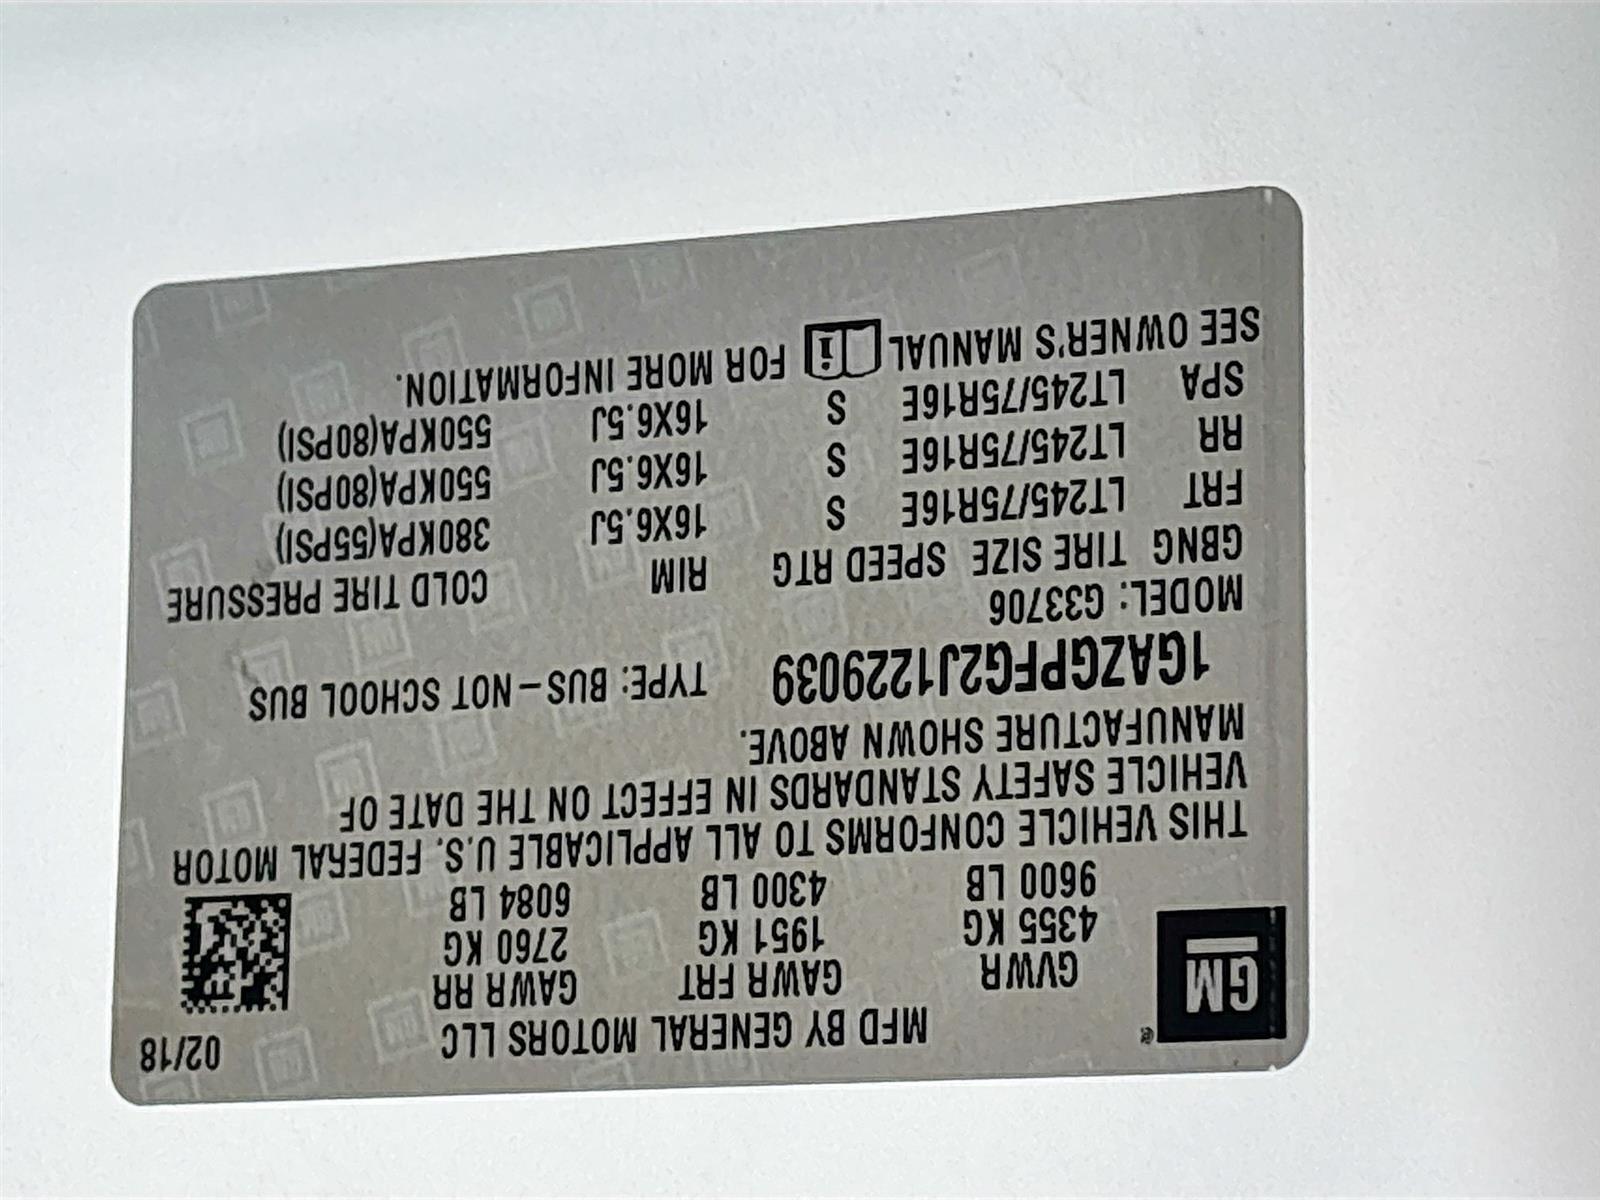 GM ®
MFD BY GENERAL MOTORS LLC 02/18
GVWR GAWR FRT GAWR RR
4355 KG 1951 KG 2760 KG
9600 LB 4300 LB 6084 LB
THIS VEHICLE CONFORMS TO ALL APPLICABLE U.S. FEDERAL MOTOR
VEHICLE SAFETY STANDARDS IN EFFECT ON THE DATE OF
MANUFACTURE SHOWN ABOVE.
1GAZGPFG2J1229039 TYPE: BUS-NOT SCHOOL BUS
MODEL: G33706
GBNG TIRE SIZE SPEED RTG RIM COLD TIRE PRESSURE
FRT LT245/75R16E S 16X6.5J 380KPA(55PSI)
RR LT245/75R16E S 16X6.5J 550KPA(80PSI)
SPA LT245/75R16E S 16X6.5J 550KPA(80PSI)
SEE OWNER'S MANUAL i FOR MORE INFORMATION.